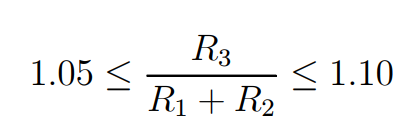 1.05 ≤ R₃ / (R₁ + R₂) ≤ 1.10